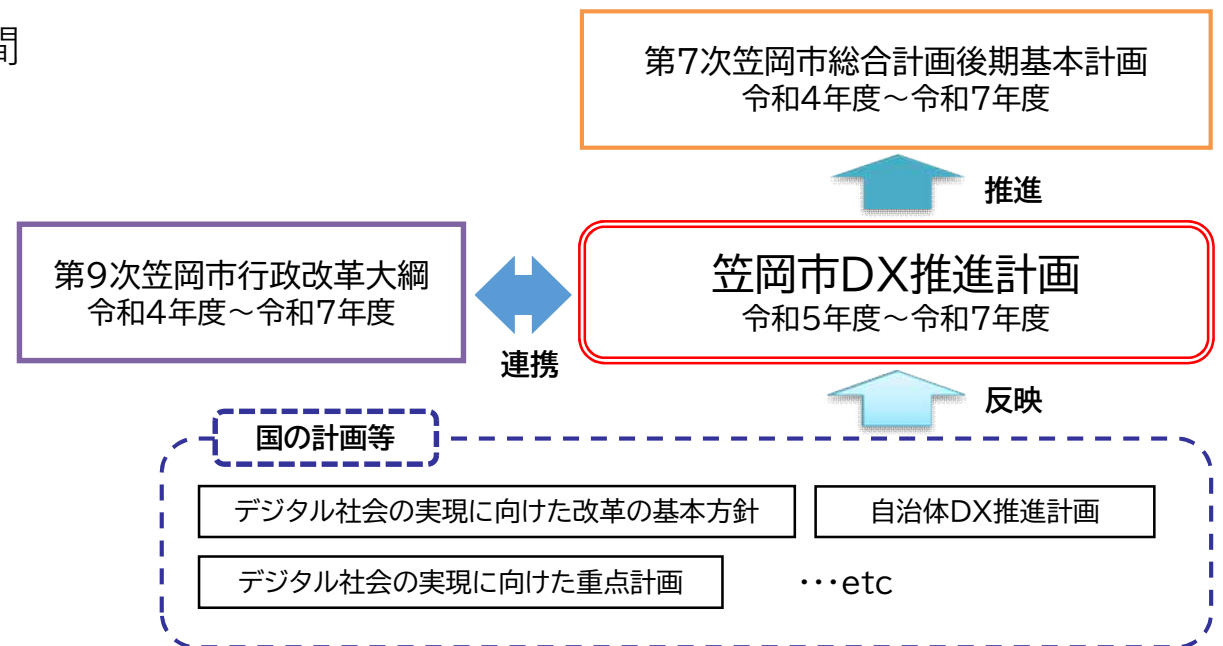 間
第7次笠岡市総合計画後期基本計画
令和4年度～令和7年度
推進
第9次笠岡市行政改革大綱
令和4年度～令和7年度
連携
笠岡市DX推進計画
令和5年度～令和7年度
反映
国の計画等
デジタル社会の実現に向けた改革の基本方針
自治体DX推進計画
デジタル社会の実現に向けた重点計画
・・・etc